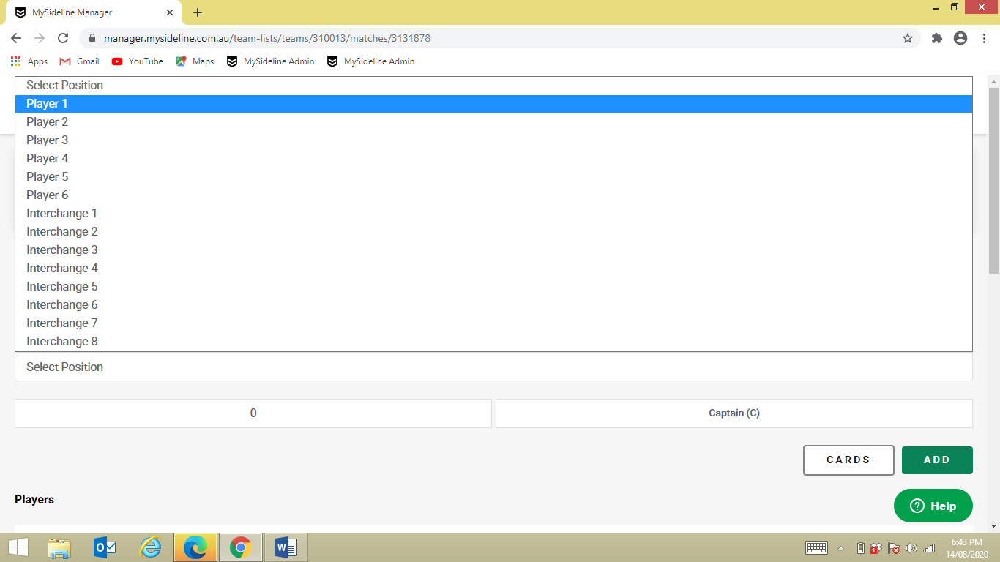 MySideline Manager
manager.mysideline.com.au/team-lists/teams/310013/matches/3131878
Apps Gmail YouTube Maps MySideline Admin MySideline Admin
Select Position
Player 1
Player 2
Player 3
Player 4
Player 5
Player 6
Interchange 1
Interchange 2
Interchange 3
Interchange 4
Interchange 5
Interchange 6
Interchange 7
Interchange 8
Select Position
0 Captain (C)
CARDS ADD
Players
? Help
6:43 PM
14/08/2020